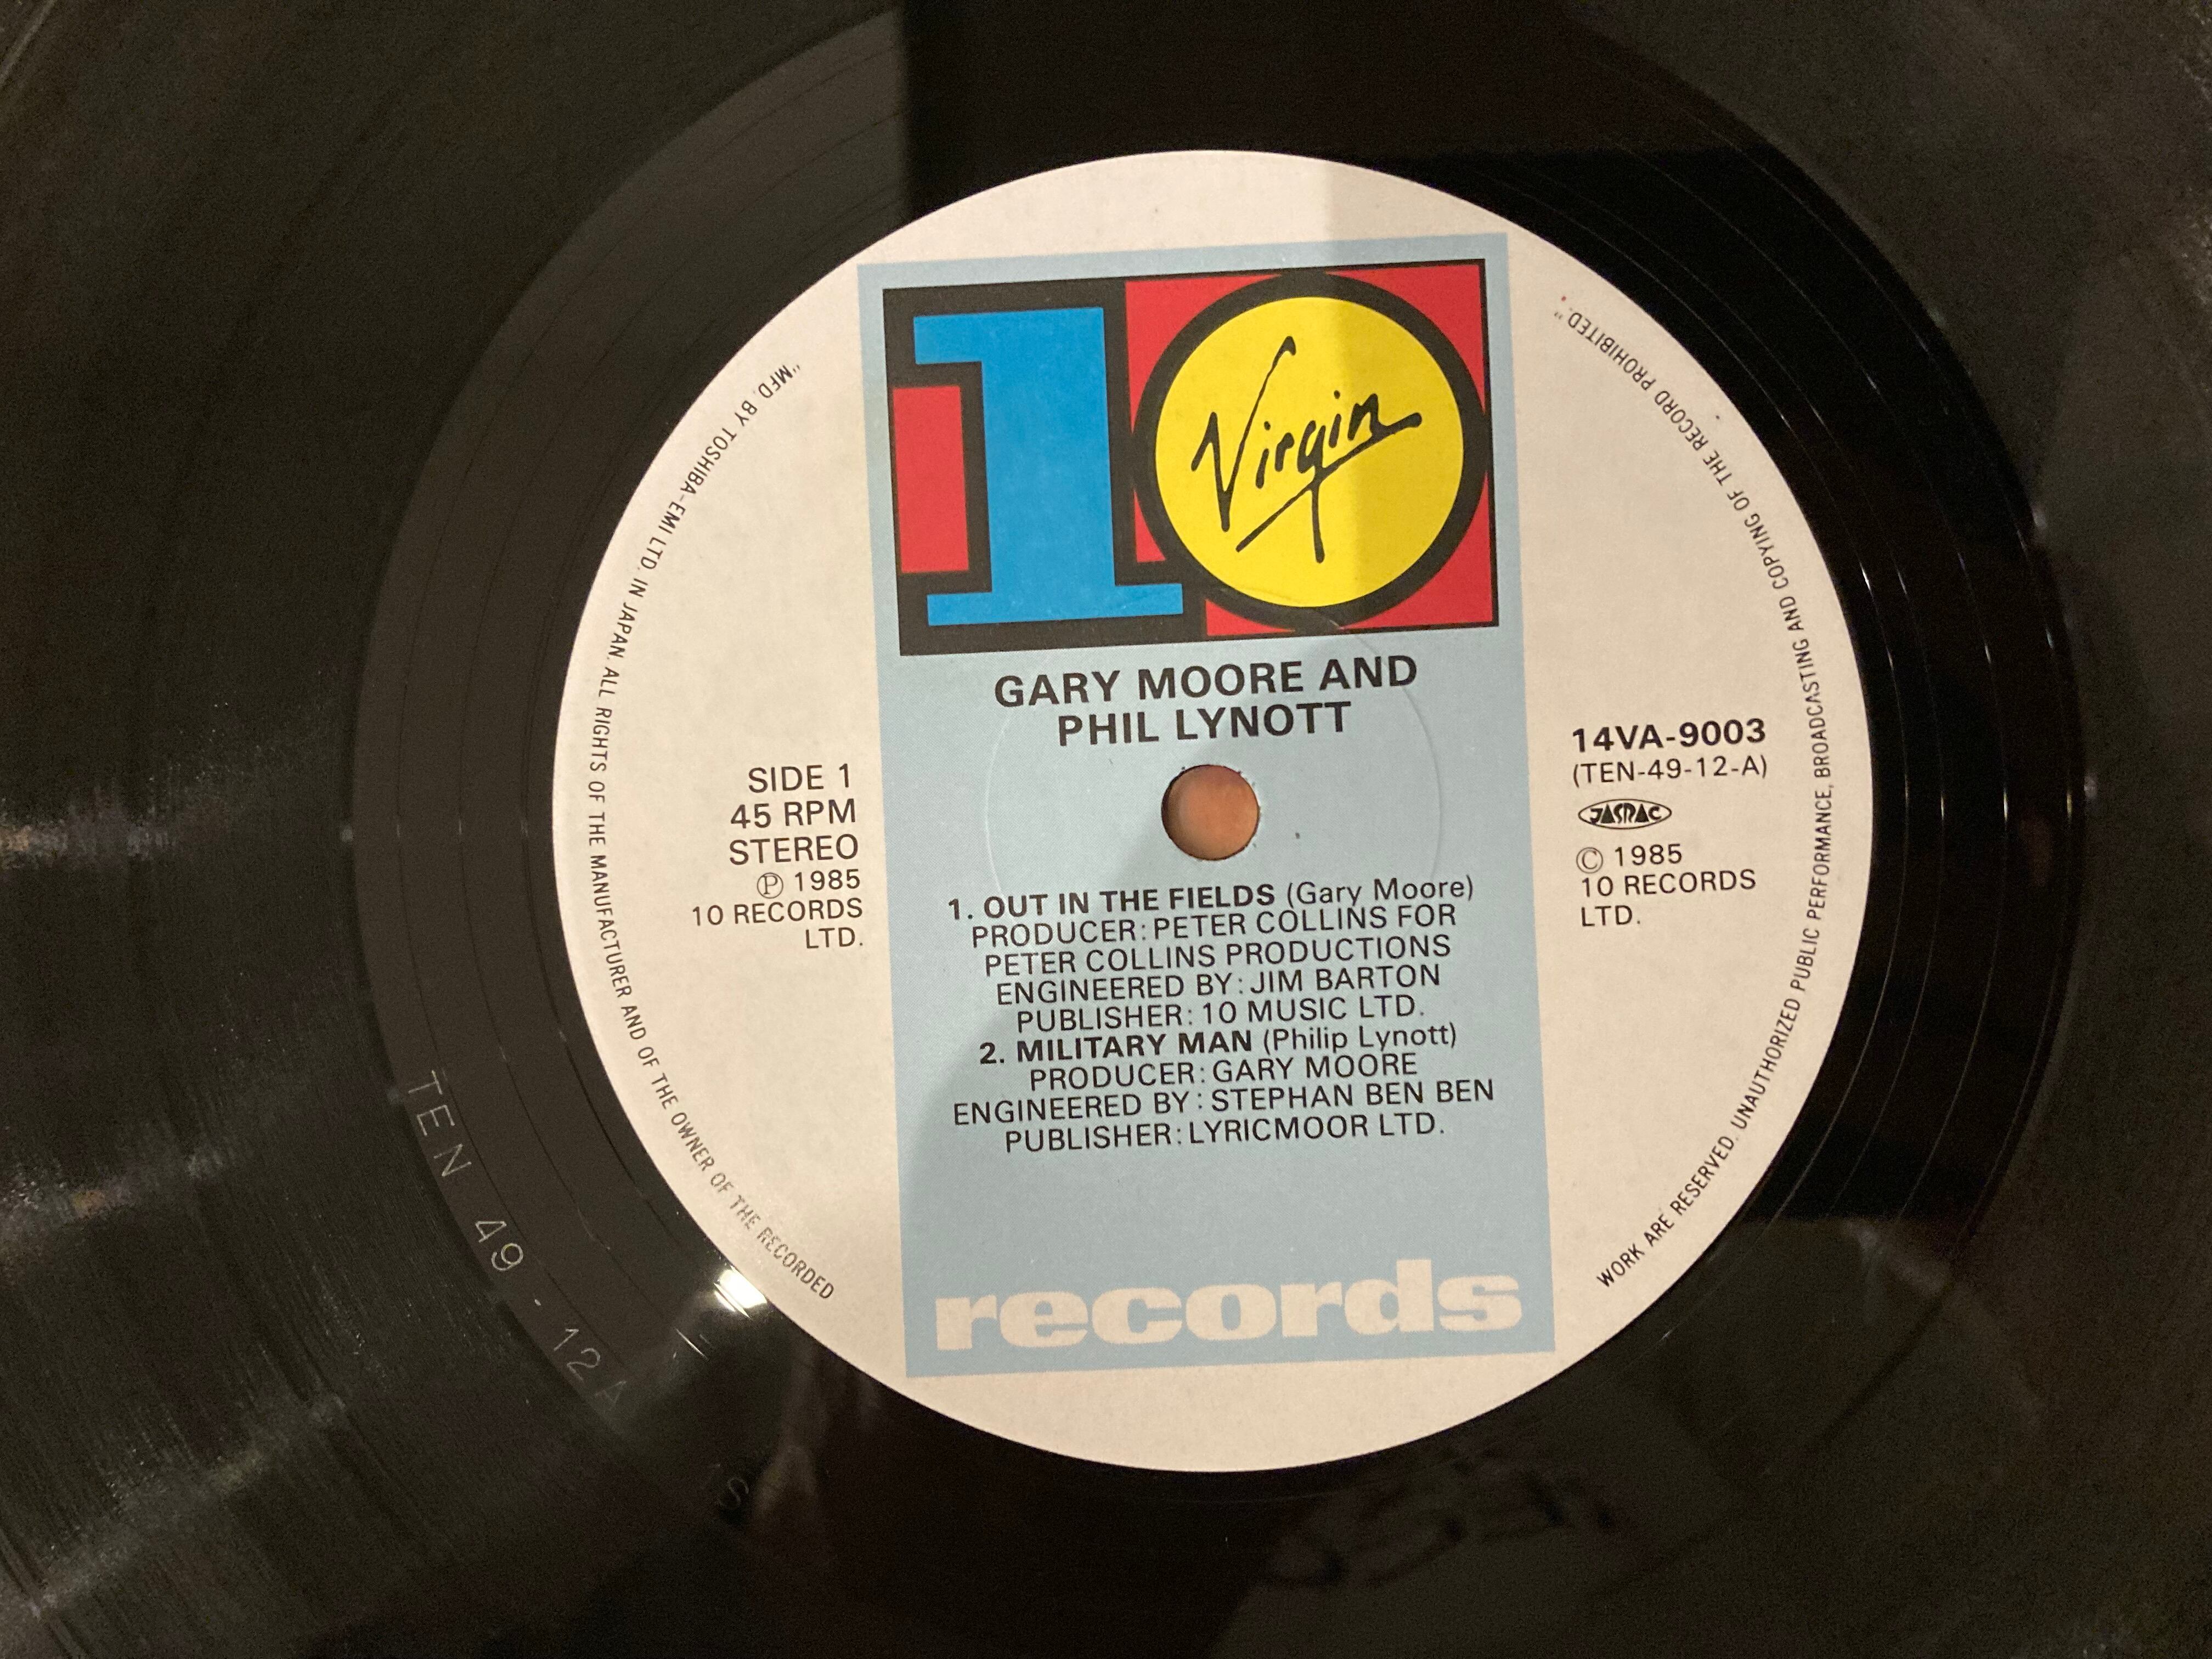 10
Virgin
GARY MOORE AND
PHIL LYNOTT
SIDE 1
45 RPM
STEREO
Ⓟ 1985
10 RECORDS
LTD.
14VA-9003
(TEN-49-12-A)
JASRAC
© 1985
10 RECORDS
LTD.
1. OUT IN THE FIELDS (Gary Moore)
PRODUCER: PETER COLLINS FOR
PETER COLLINS PRODUCTIONS
ENGINEERED BY: JIM BARTON
PUBLISHER: 10 MUSIC LTD.
2. MILITARY MAN (Philip Lynott)
PRODUCER: GARY MOORE
ENGINEERED BY: STEPHAN BEN BEN
PUBLISHER: LYRICMOOR LTD.
records
"MFD. BY TOSHIBA-EMI LTD. IN JAPAN. ALL RIGHTS OF THE MANUFACTURER AND OF THE OWNER OF THE RECORDED
WORK ARE RESERVED. UNAUTHORIZED PUBLIC PERFORMANCE, BROADCASTING AND COPYING OF THE RECORD PROHIBITED."
TEN 49 - 12 A